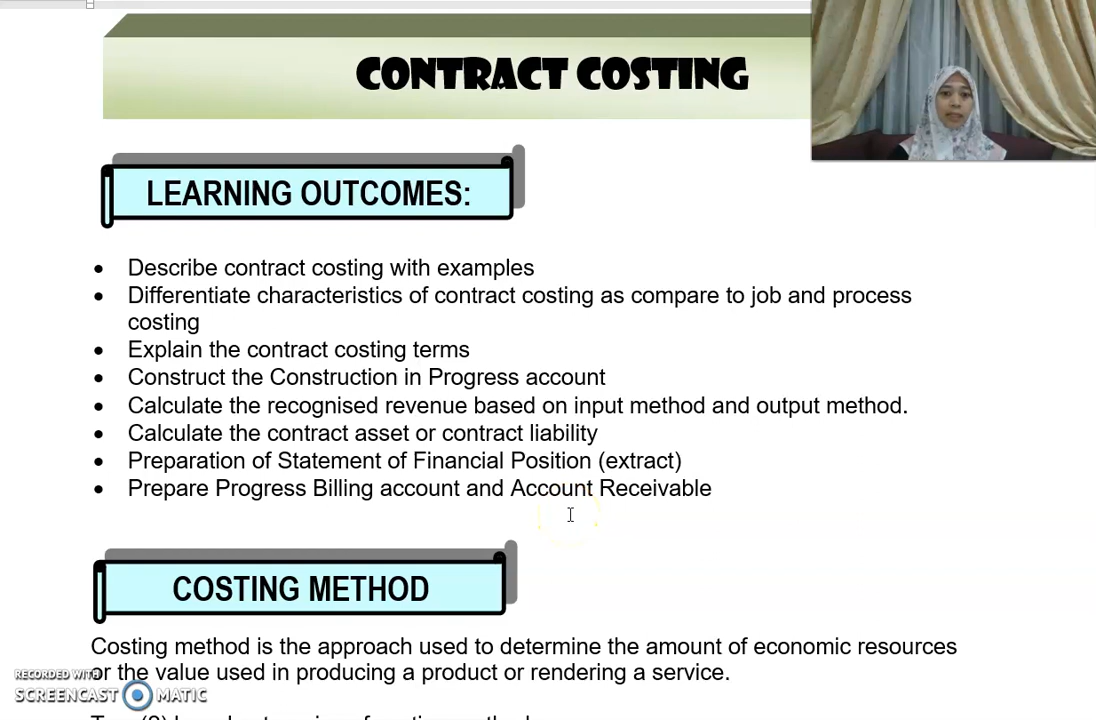 CONTRACT COSTING
LEARNING OUTCOMES:
• Describe contract costing with examples
• Differentiate characteristics of contract costing as compare to job and process
costing
• Explain the contract costing terms
• Construct the Construction in Progress account
• Calculate the recognised revenue based on input method and output method.
• Calculate the contract asset or contract liability
• Preparation of Statement of Financial Position (extract)
• Prepare Progress Billing account and Account Receivable
COSTING METHOD
Costing method is the approach used to determine the amount of economic resources
or the value used in producing a product or rendering a service.
RECORDED WITH
SCREENCAST MATIC